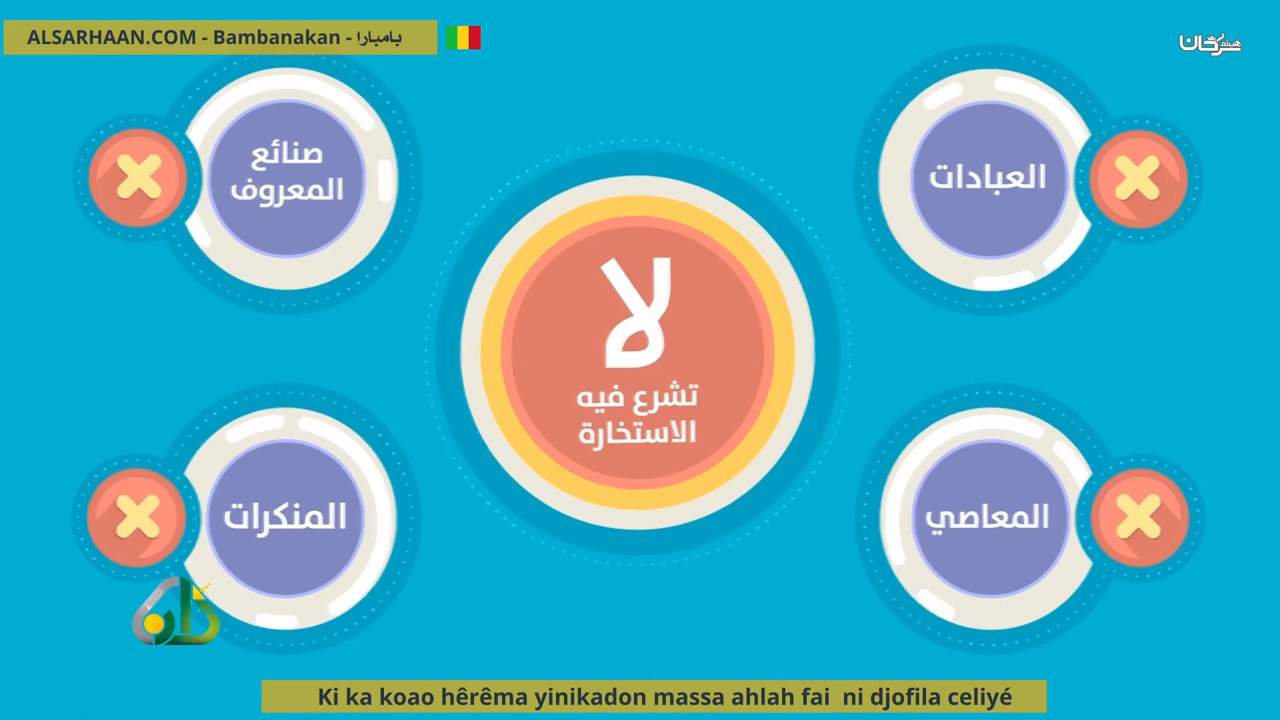 ALSARHAAN.COM - Bambanakan - بامبارا
سرحان
العبادات
صنائع
المعروف
لا
تشرع فيه
الاستخارة
المعاصي
المنكرات
Ki ka koao hêrêma yinikadon massa ahlah fai ni djofila celiyé